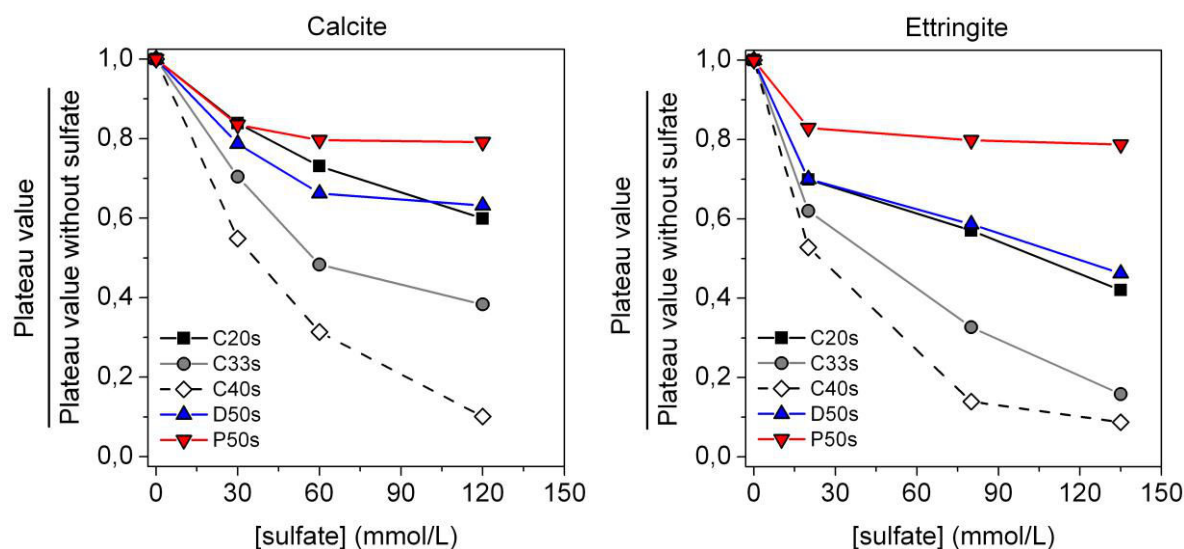 Calcite
Plateau value
Plateau value without sulfate
1,0
0,8
0,6
0,4
0,2
0,0
C20s
C33s
C40s
D50s
P50s
0 30 60 90 120 150
[sulfate] (mmol/L)
Ettringite
Plateau value
Plateau value without sulfate
1,0
0,8
0,6
0,4
0,2
0,0
C20s
C33s
C40s
D50s
P50s
0 30 60 90 120 150
[sulfate] (mmol/L)